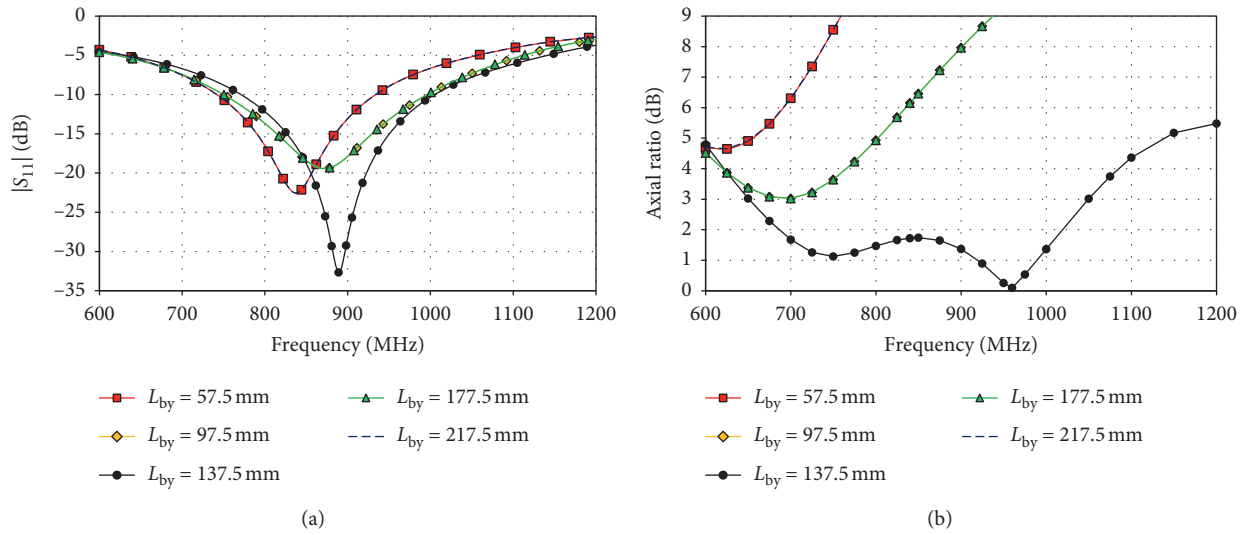 0
−5
−10
−15
−20
−25
−30
−35
|S11| (dB)
600 700 800 900 1000 1100 1200
Frequency (MHz)
Lby = 57.5 mm
Lby = 97.5 mm
Lby = 137.5 mm
Lby = 177.5 mm
Lby = 217.5 mm
(a)
9
8
7
6
5
4
3
2
1
0
Axial ratio (dB)
600 700 800 900 1000 1100 1200
Frequency (MHz)
Lby = 57.5 mm
Lby = 97.5 mm
Lby = 137.5 mm
Lby = 177.5 mm
Lby = 217.5 mm
(b)